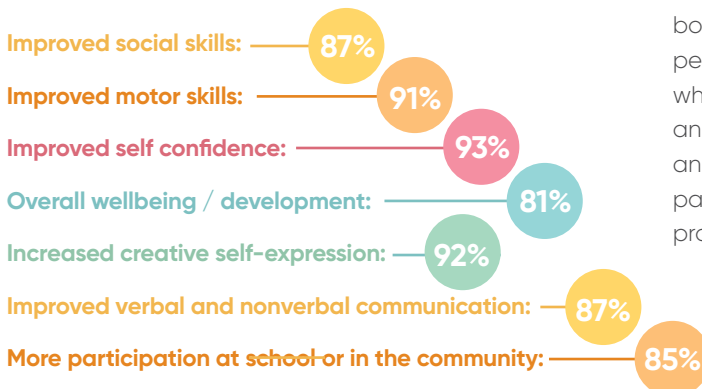 Improved social skills: 87%
Improved motor skills: 91%
Improved self confidence: 93%
Overall wellbeing / development: 81%
Increased creative self-expression: 92%
Improved verbal and nonverbal communication: 87%
More participation at school or in the community: 85%
bo
pe
wh
an
an
pa
pro